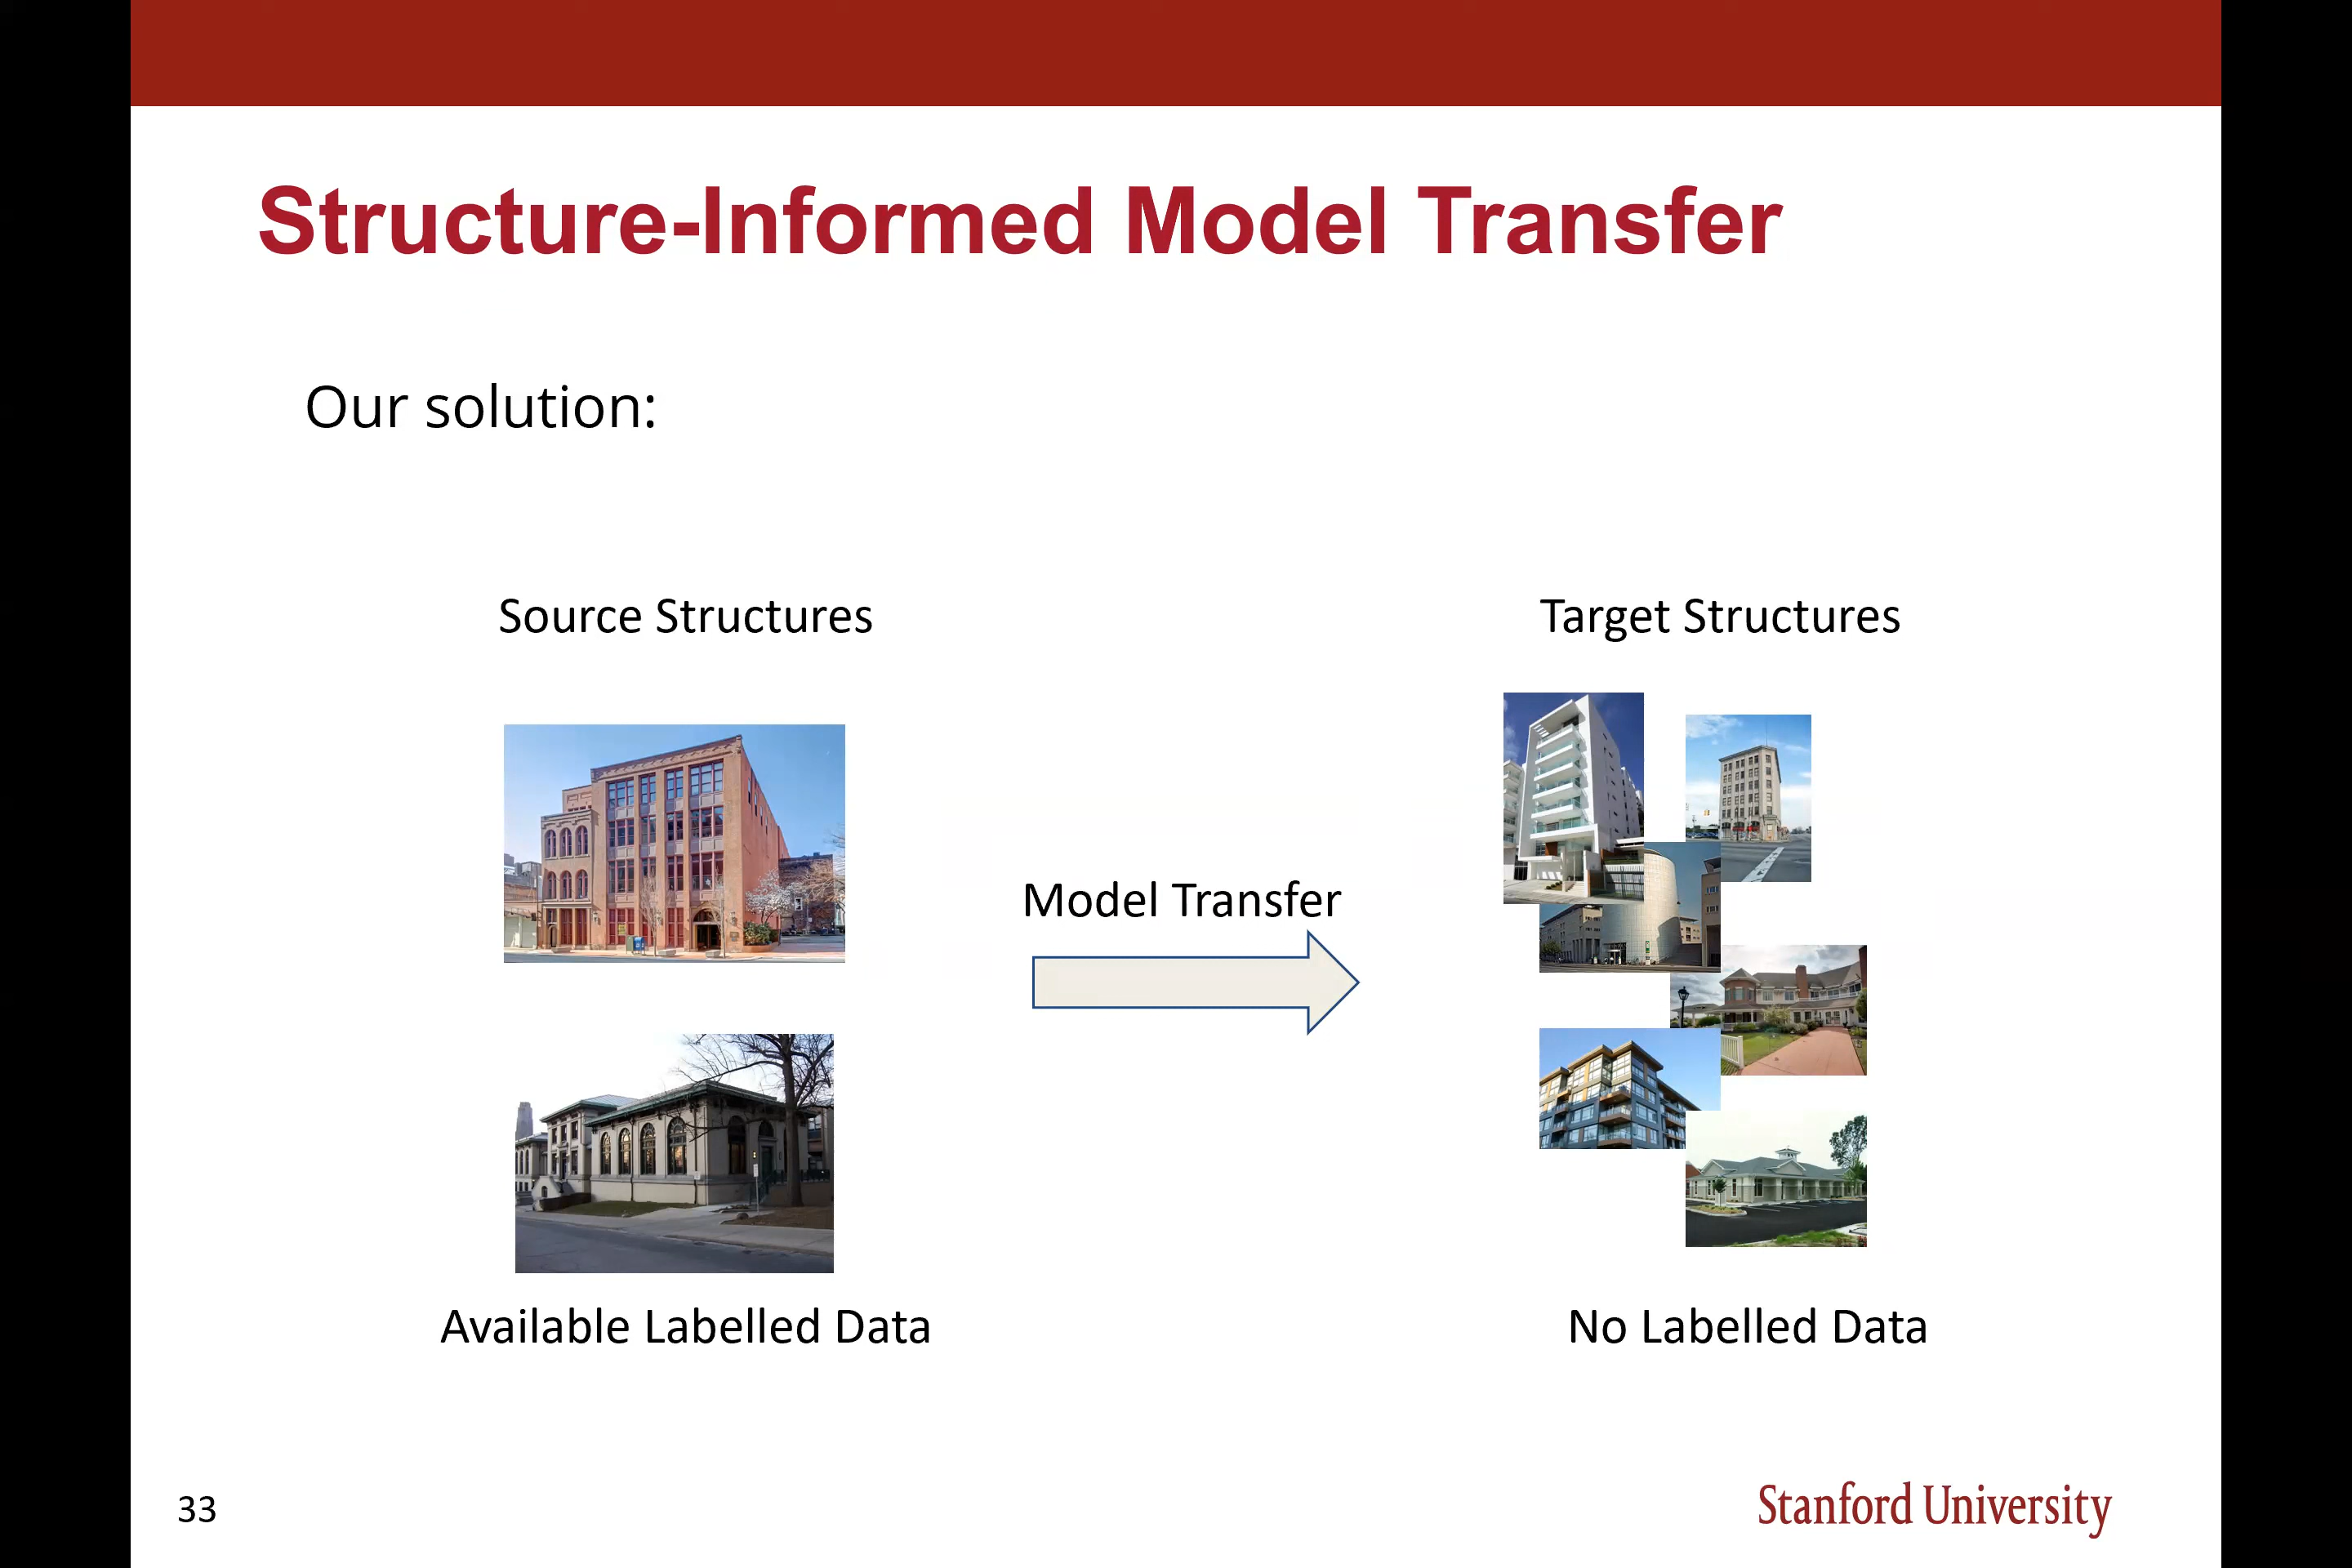 Structure-Informed Model Transfer
Our solution:
Source Structures
Target Structures
Model Transfer
Available Labelled Data
No Labelled Data
33
Stanford University